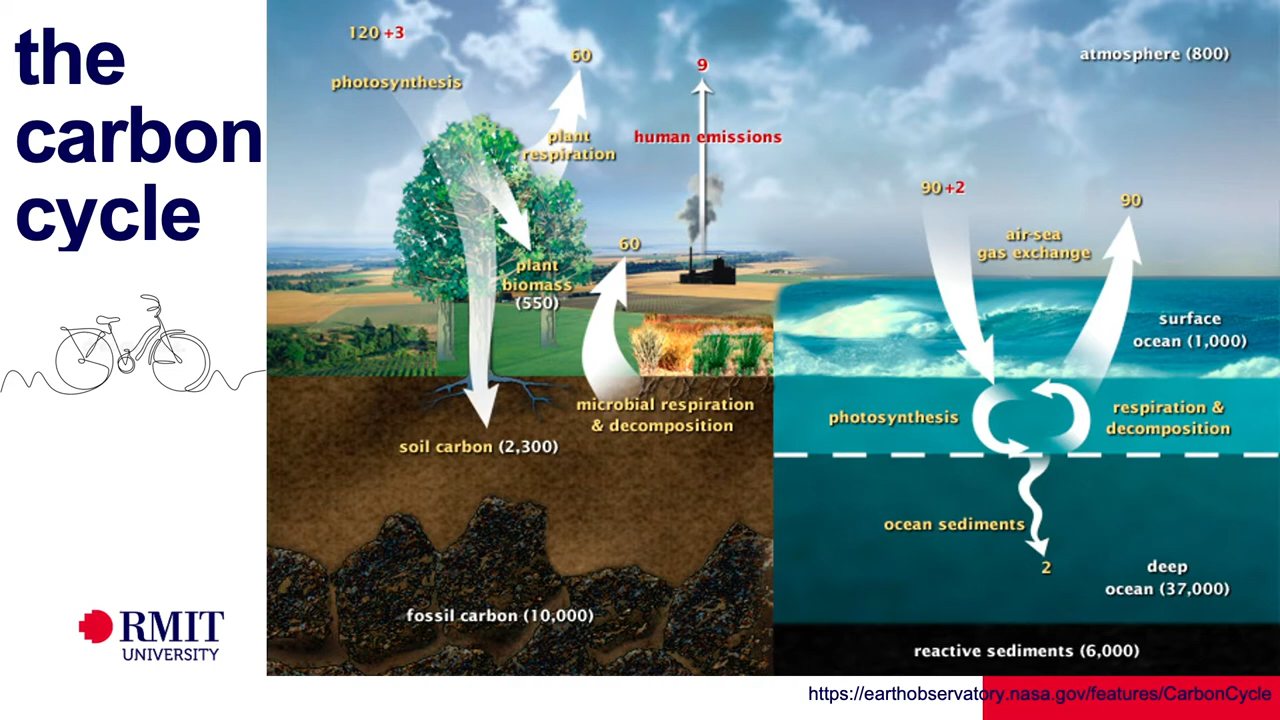 the
carbon
cycle
RMIT
UNIVERSITY
120 +3
photosynthesis
60
plant
respiration
9
human emissions
atmosphere (800)
plant
biomass
(550)
60
microbial respiration
& decomposition
soil carbon (2,300)
fossil carbon (10,000)
90 +2
90
air-sea
gas exchange
surface
ocean (1,000)
photosynthesis
respiration &
decomposition
ocean sediments
2
deep
ocean (37,000)
reactive sediments (6,000)
https://earthobservatory.nasa.gov/features/CarbonCycle